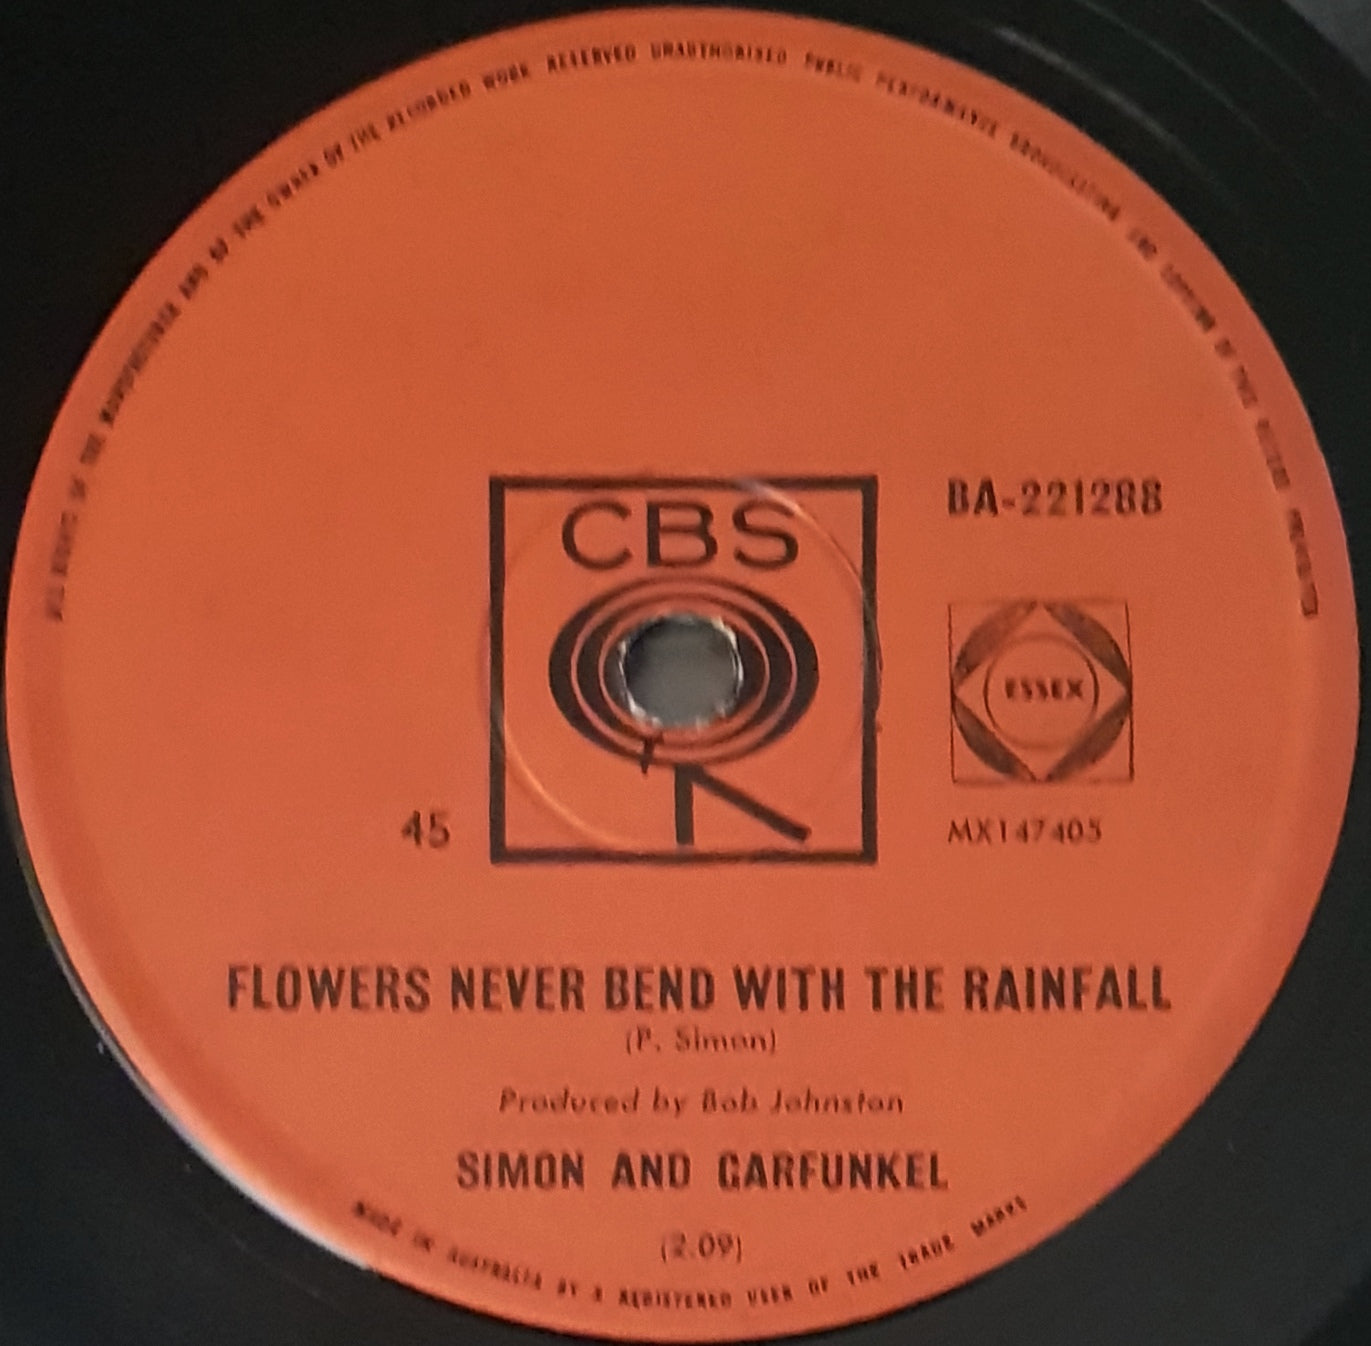 ALL RIGHTS OF THE MANUFACTURER AND OF THE OWNER OF THE RECORDED WORK RESERVED UNAUTHORISED PUBLIC PERFORMANCE BROADCASTING AND COPYING OF THIS RECORD PROHIBITED
CBS
BA-221288
ESSEX
45
MX147405
FLOWERS NEVER BEND WITH THE RAINFALL
(P. Simon)
Produced by Bob Johnston
SIMON AND GARFUNKEL
(2.09)
MADE IN AUSTRALIA BY A REGISTERED USER OF THE TRADE MARKS